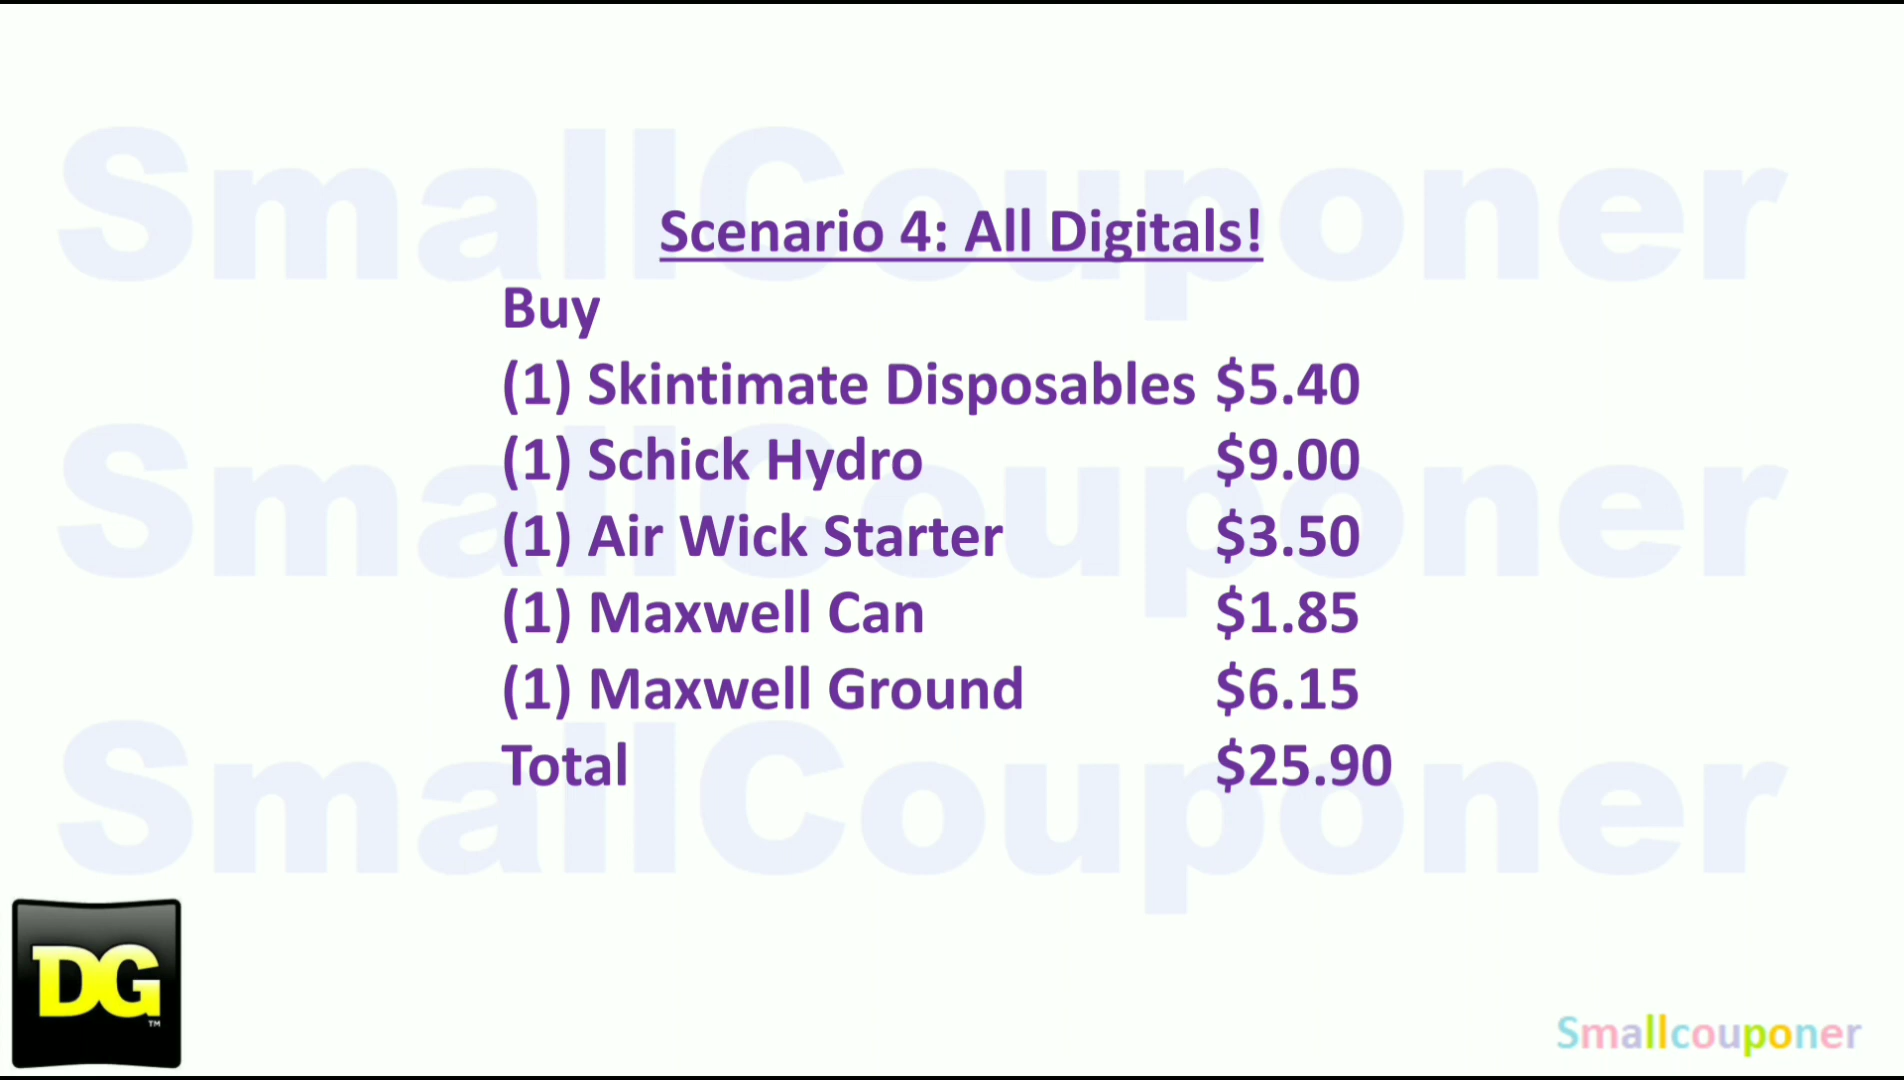 SmallCouponer
Scenario 4: All Digitals!
Buy
(1) Skintimate Disposables $5.40
SmallCouponer
(1) Schick Hydro $9.00
(1) Air Wick Starter $3.50
(1) Maxwell Can $1.85
(1) Maxwell Ground $6.15
SmallCouponer
Total $25.90
DG™
Smallcouponer